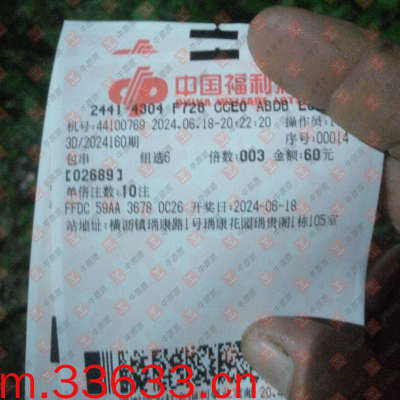 中国福利
2441 4304 F728 0CE0 ABDB
机号:44100769 2024.06.18-20:22:20 操作员:
3D/2024160期 序号:00014
包串 组选6 倍数:003 金额:60元
[02689]
单倍注数:10注
FFDC 59AA 3678 0C26 开奖日:2024-06-18
站地址:横沥镇瑞康路1号瑞康花园瑞贵阁1栋105室
m.33633.cn